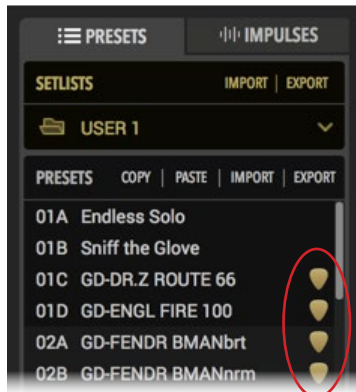 PRESETS IMPULSES
SETLISTS IMPORT | EXPORT
USER 1
PRESETS COPY | PASTE | IMPORT | EXPORT
01A Endless Solo
01B Sniff the Glove
01C GD-DR.Z ROUTE 66
01D GD-ENGL FIRE 100
02A GD-FENDR BMANbrt
02B GD-FENDR BMANnrm